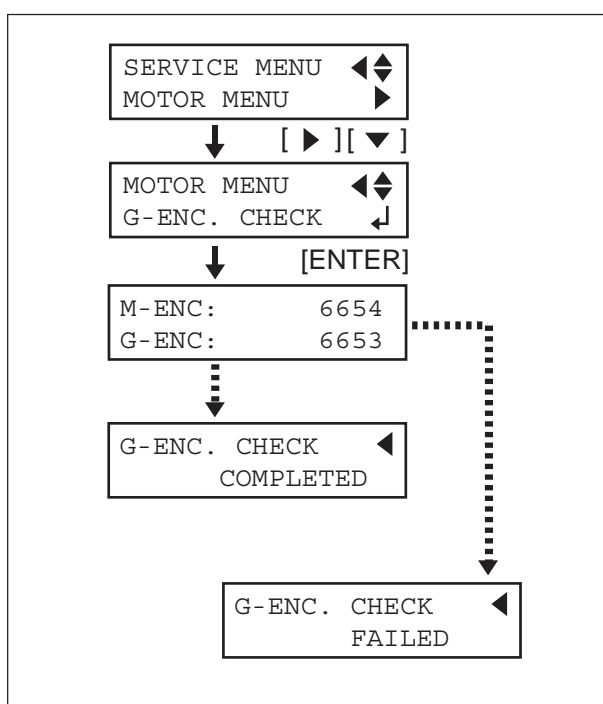 SERVICE MENU ◀◆
MOTOR MENU ▶
[ ▶ ][ ▼ ]
MOTOR MENU ◀◆
G-ENC. CHECK ↵
[ENTER]
M-ENC: 6654
G-ENC: 6653
G-ENC. CHECK ◀
COMPLETED
G-ENC. CHECK ◀
FAILED